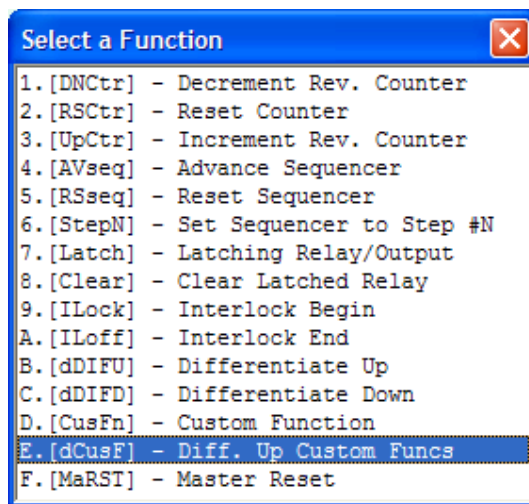 Select a Function
1.[DNCtr] - Decrement Rev. Counter
2.[RSCtr] - Reset Counter
3.[UpCtr] - Increment Rev. Counter
4.[AVseq] - Advance Sequencer
5.[RSseq] - Reset Sequencer
6.[StepN] - Set Sequencer to Step #N
7.[Latch] - Latching Relay/Output
8.[Clear] - Clear Latched Relay
9.[ILock] - Interlock Begin
A.[ILoff] - Interlock End
B.[dDIFU] - Differentiate Up
C.[dDIFD] - Differentiate Down
D.[CusFn] - Custom Function
E.[dCusF] - Diff. Up Custom Funcs
F.[MaRST] - Master Reset